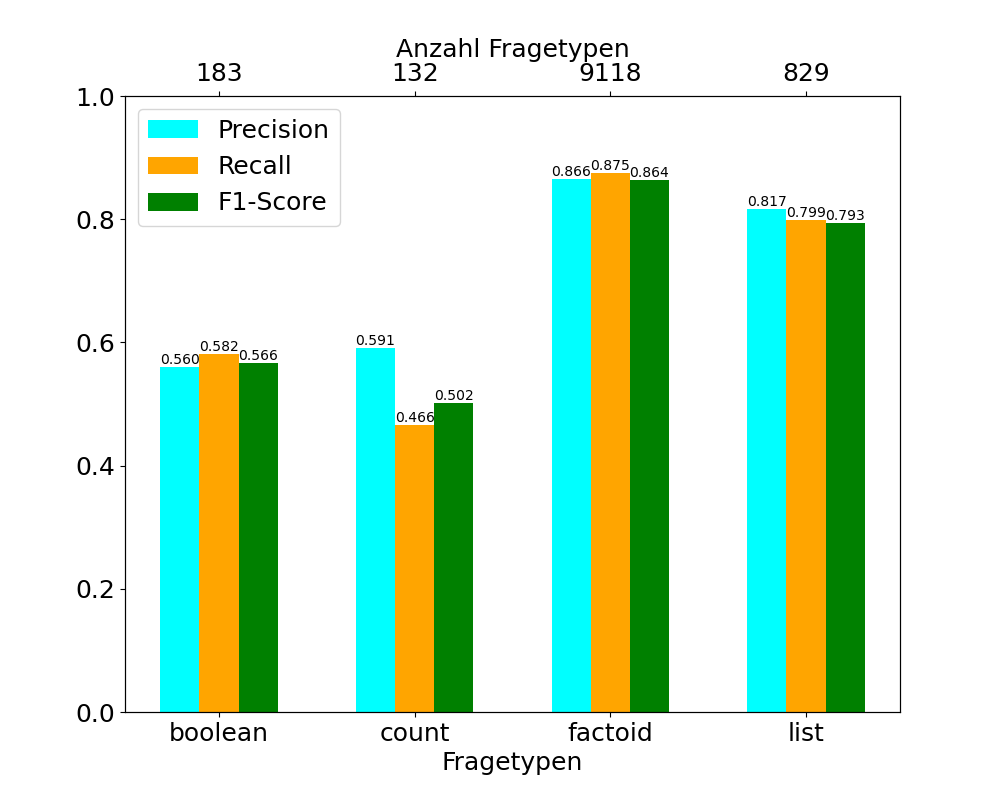 Anzahl Fragetypen
183 132 9118 829
1.0
Precision
Recall
F1-Score
0.866 0.875 0.864
0.817 0.799 0.793
0.8
0.560 0.582 0.566
0.591 0.466 0.502
0.6
0.4
0.2
0.0
boolean count factoid list
Fragetypen